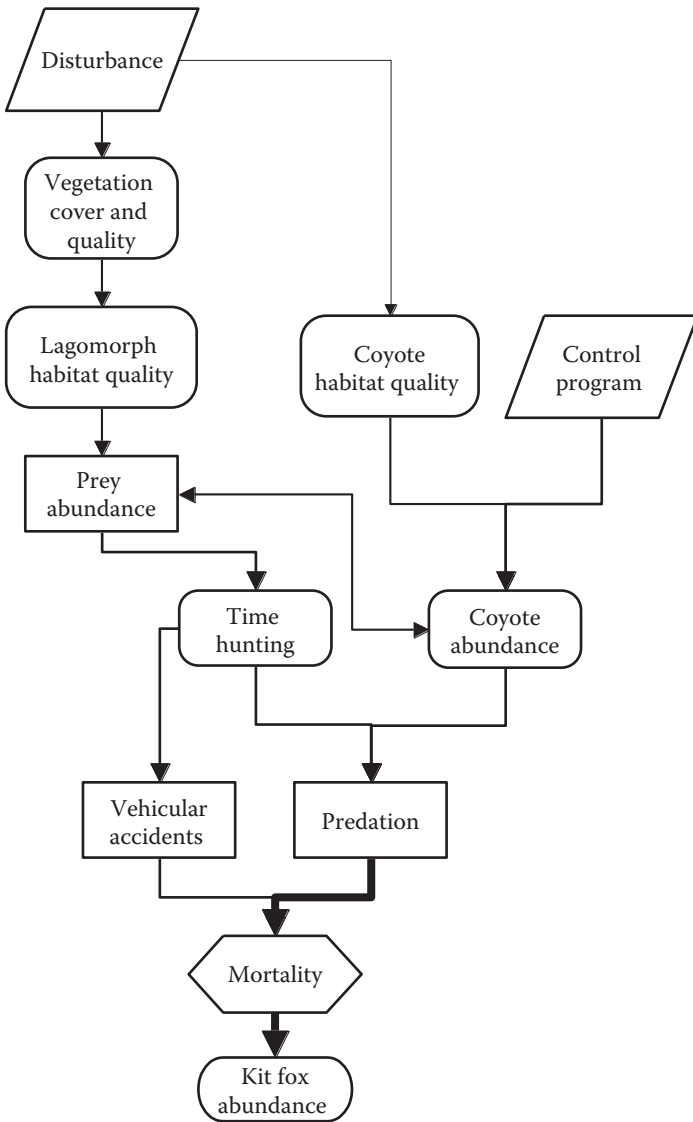 Disturbance
Vegetation
cover and
quality
Lagomorph
habitat quality
Coyote
habitat quality
Control
program
Prey
abundance
Time
hunting
Coyote
abundance
Vehicular
accidents
Predation
Mortality
Kit fox
abundance